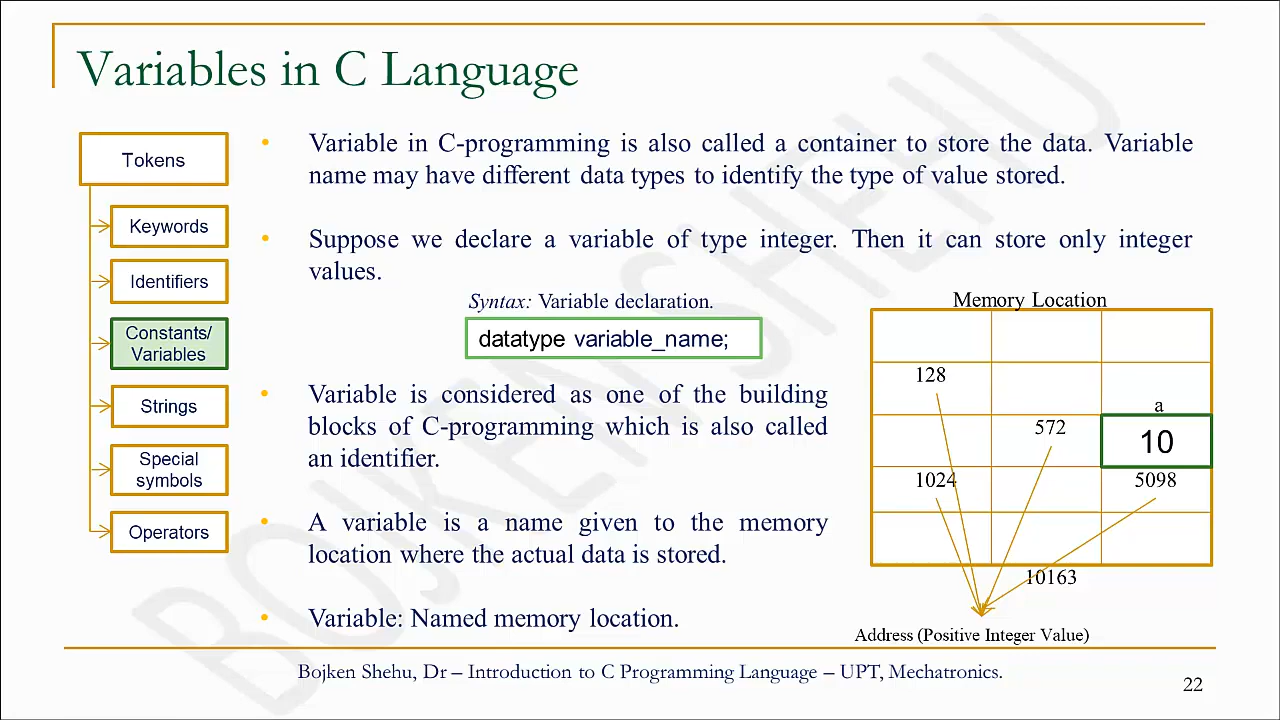 Variables in C Language
Tokens
Keywords
Identifiers
Constants/
Variables
Strings
Special
symbols
Operators
• Variable in C-programming is also called a container to store the data. Variable
name may have different data types to identify the type of value stored.
• Suppose we declare a variable of type integer. Then it can store only integer
values.
Syntax: Variable declaration.
datatype variable_name;
• Variable is considered as one of the building
blocks of C-programming which is also called
an identifier.
• A variable is a name given to the memory
location where the actual data is stored.
• Variable: Named memory location.
Memory Location
128
a
572
10
1024
5098
10163
Address (Positive Integer Value)
Bojken Shehu, Dr – Introduction to C Programming Language – UPT, Mechatronics.
22
BOJKEN SHEHU